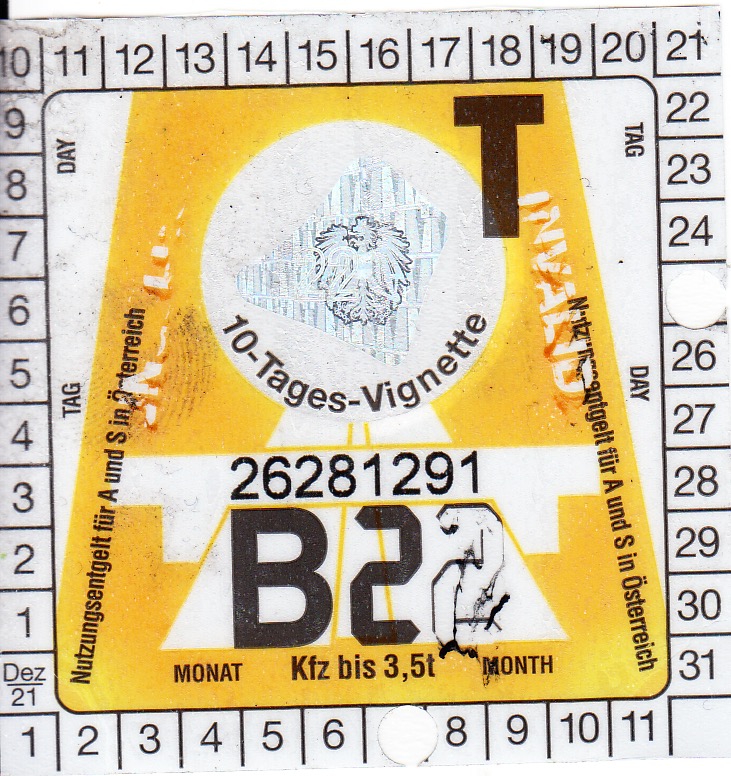 10 11 12 13 14 15 16 17 18 19 20 21
9 22
8 23
7 24
6
5 26
4 27
3 28
2 29
1 30
Dez 31
21
1 2 3 4 5 6 8 9 10 11
DAY
TAG
T
INVALID
10-Tages-Vignette
TAG
DAY
Nutzungsentgelt für A und S in Österreich
Nutzungsentgelt für A und S in Österreich
26281291
B22
MONAT Kfz bis 3,5t MONTH